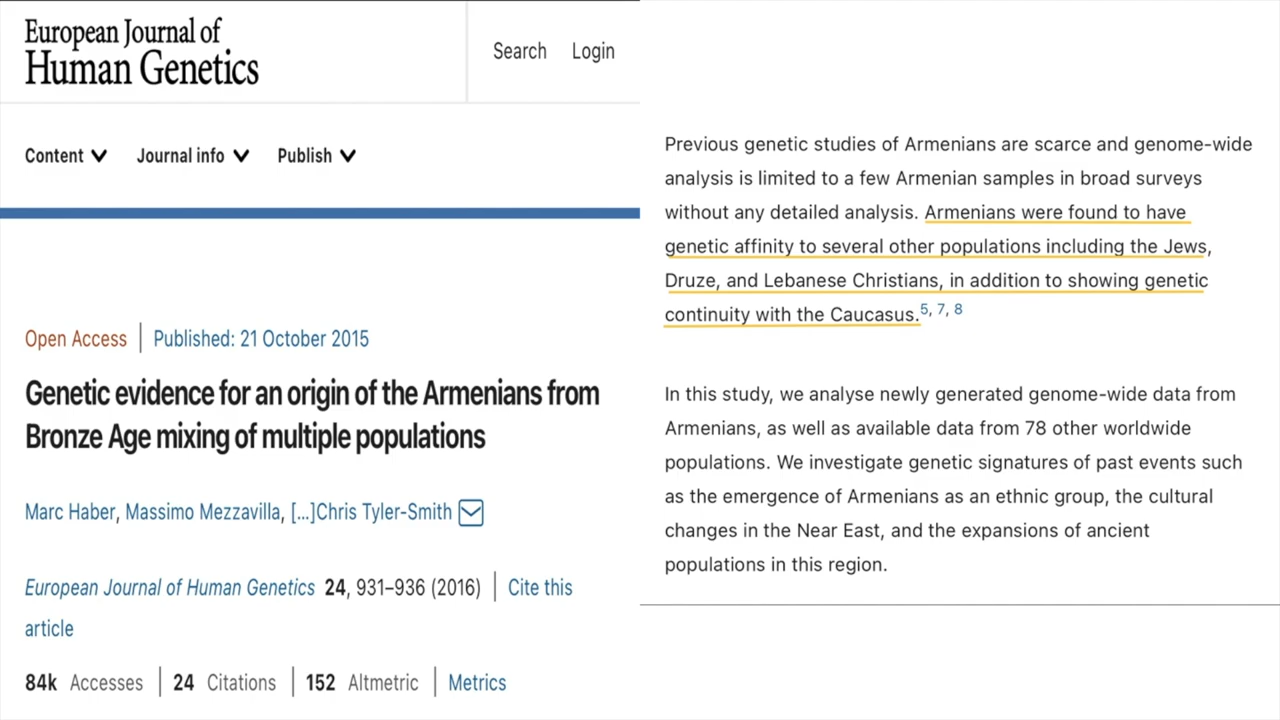 European Journal of
Human Genetics
Search Login
Content Journal info Publish
Open Access | Published: 21 October 2015
Genetic evidence for an origin of the Armenians from
Bronze Age mixing of multiple populations
Marc Haber, Massimo Mezzavilla, [...]Chris Tyler-Smith
European Journal of Human Genetics 24, 931–936 (2016) | Cite this
article
84k Accesses | 24 Citations | 152 Altmetric | Metrics
Previous genetic studies of Armenians are scarce and genome-wide
analysis is limited to a few Armenian samples in broad surveys
without any detailed analysis. Armenians were found to have
genetic affinity to several other populations including the Jews,
Druze, and Lebanese Christians, in addition to showing genetic
continuity with the Caucasus.5, 7, 8
In this study, we analyse newly generated genome-wide data from
Armenians, as well as available data from 78 other worldwide
populations. We investigate genetic signatures of past events such
as the emergence of Armenians as an ethnic group, the cultural
changes in the Near East, and the expansions of ancient
populations in this region.